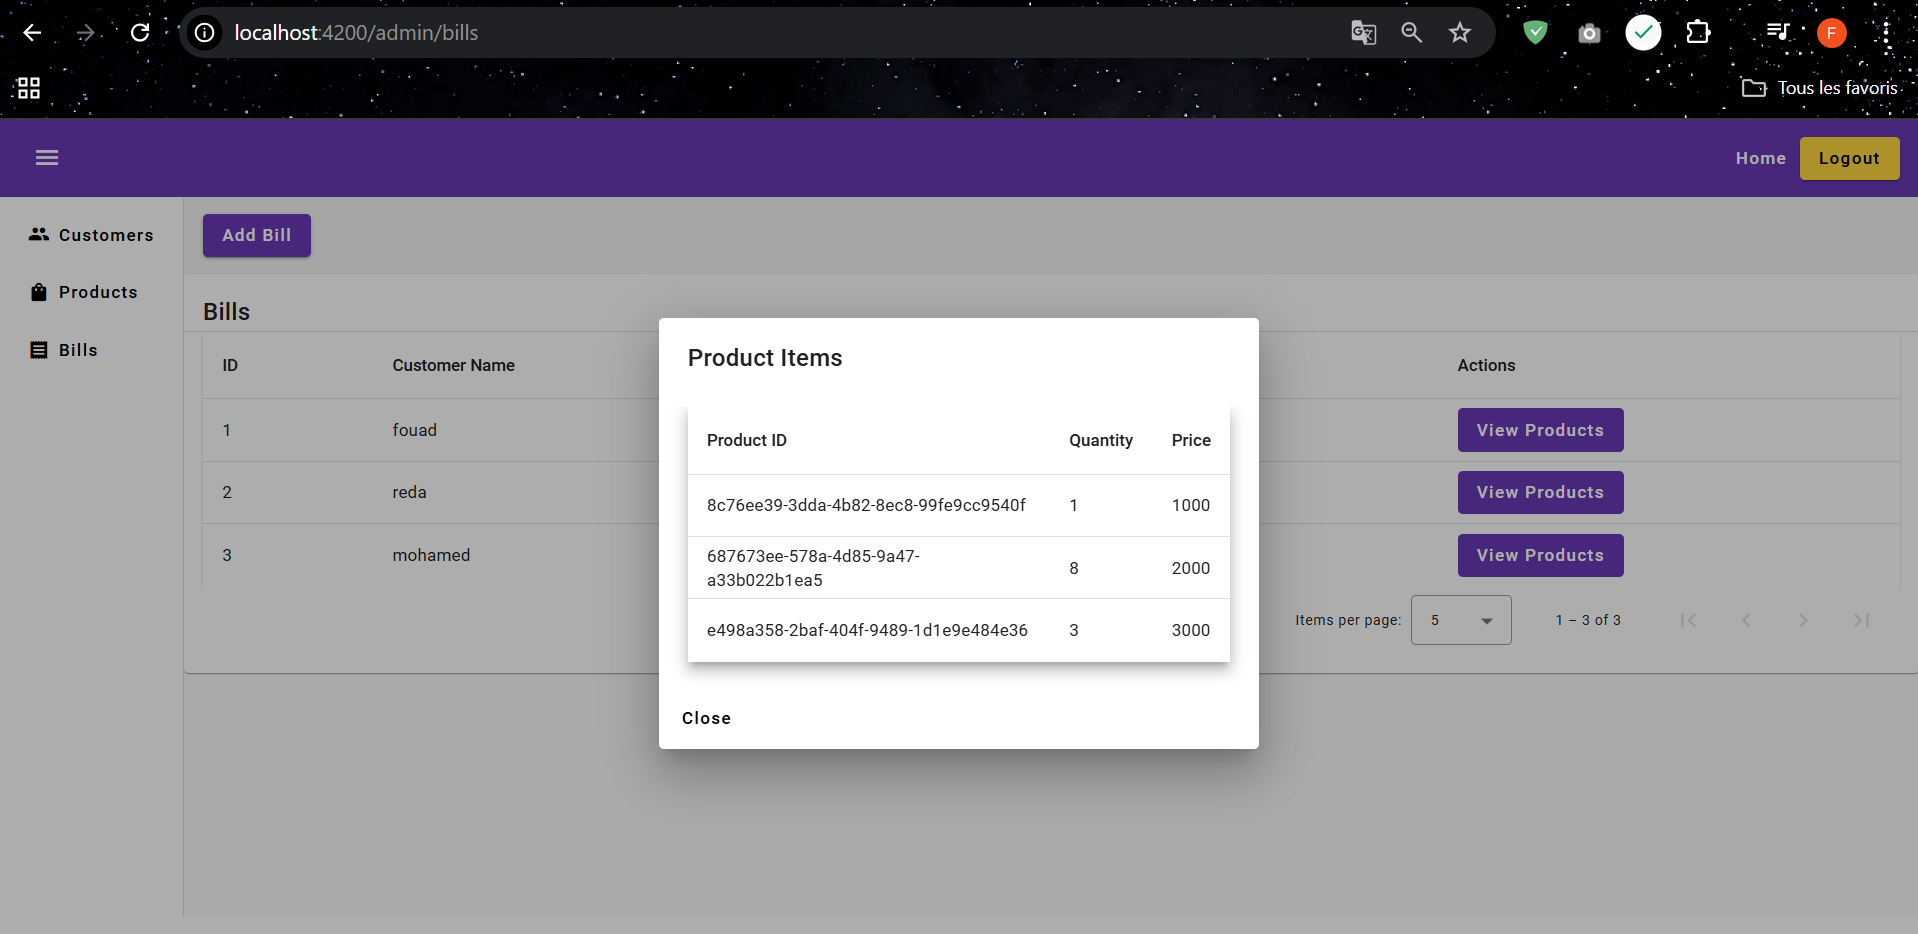 localhost:4200/admin/bills
F
Tous les favoris
Home
Logout
Customers
Products
Bills
Add Bill
Bills
ID Customer Name Actions
1 fouad View Products
2 reda View Products
3 mohamed View Products
Items per page: 5 1 – 3 of 3
Product Items
Product ID Quantity Price
8c76ee39-3dda-4b82-8ec8-99fe9cc9540f 1 1000
687673ee-578a-4d85-9a47-
a33b022b1ea5 8 2000
e498a358-2baf-404f-9489-1d1e9e484e36 3 3000
Close